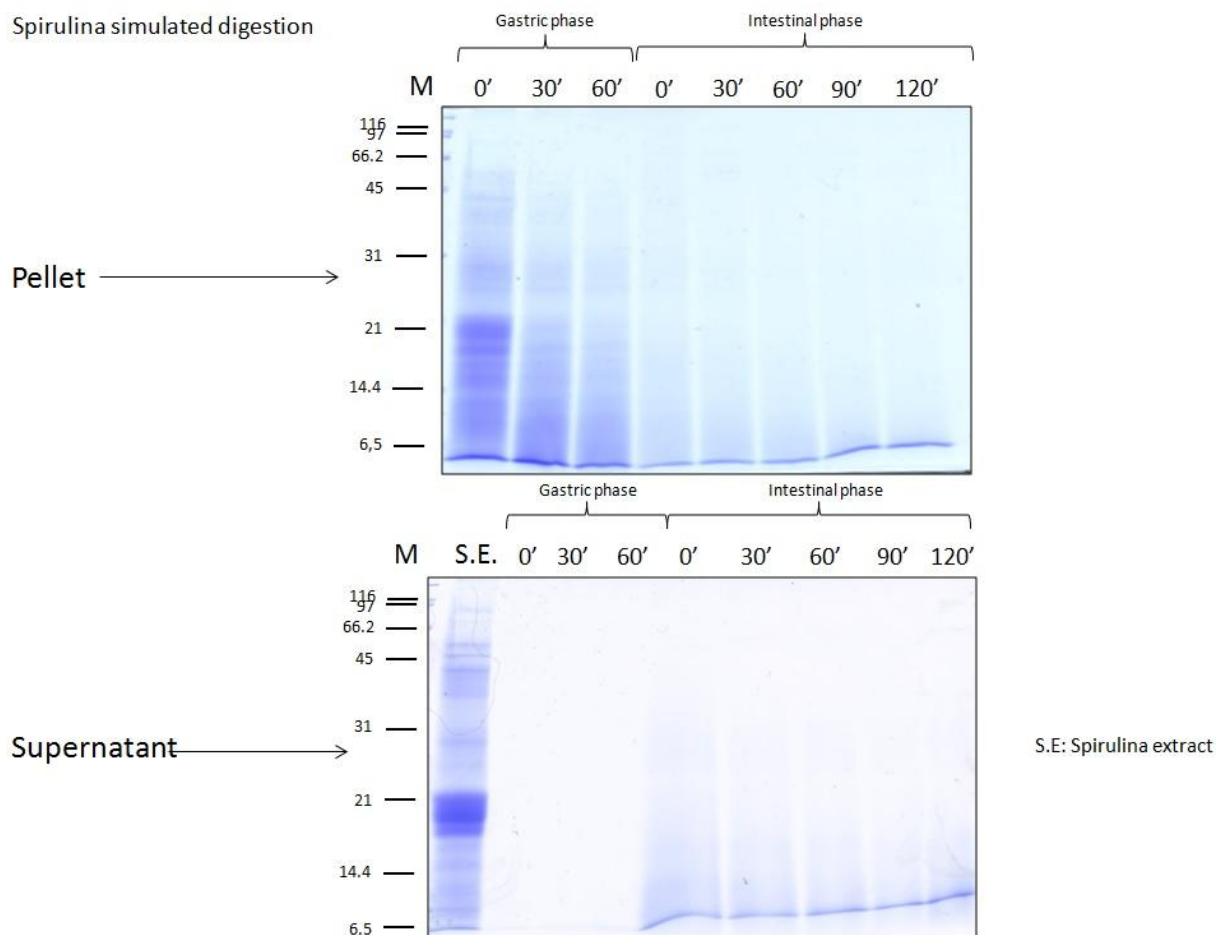 Spirulina simulated digestion
Gastric phase Intestinal phase
M 0’ 30’ 60’ 0’ 30’ 60’ 90’ 120’
116
97
66.2
45
31
Pellet
21
14.4
6,5
Gastric phase Intestinal phase
M S.E. 0’ 30’ 60’ 0’ 30’ 60’ 90’ 120’
116
97
66.2
45
31
Supernatant S.E: Spirulina extract
21
14.4
6.5